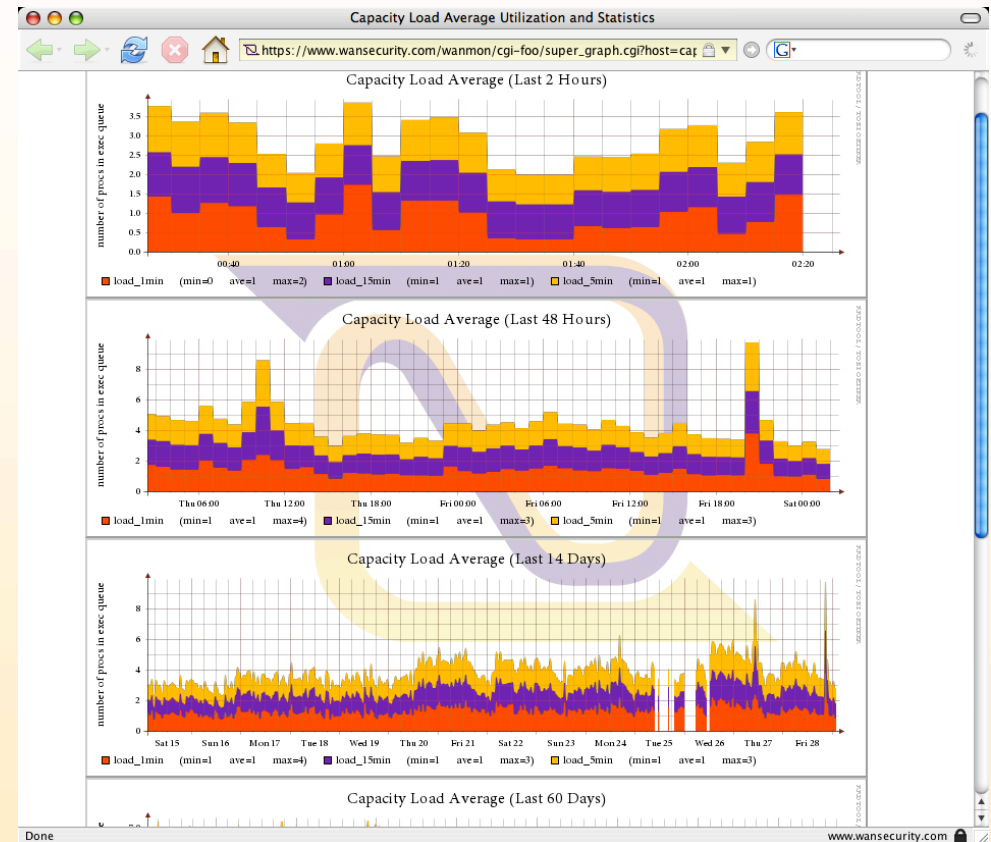 Capacity Load Average Utilization and Statistics
https://www.wansecurity.com/wanmon/cgi-foo/super_graph.cgi?host=cap
G
Capacity Load Average (Last 2 Hours)
RRDTOOL / TOBI OETIKER
number of procs in exec queue
3.5
3.0
2.5
2.0
1.5
1.0
0.5
0.0
00:40 01:00 01:20 01:40 02:00 02:20
load_1min (min=0 ave=1 max=2) load_15min (min=1 ave=1 max=1) load_5min (min=1 ave=1 max=1)
Capacity Load Average (Last 48 Hours)
RRDTOOL / TOBI OETIKER
number of procs in exec queue
8
6
4
2
0
Thu 06:00 Thu 12:00 Thu 18:00 Fri 00:00 Fri 06:00 Fri 12:00 Fri 18:00 Sat 00:00
load_1min (min=1 ave=1 max=4) load_15min (min=1 ave=1 max=3) load_5min (min=1 ave=1 max=3)
Capacity Load Average (Last 14 Days)
RRDTOOL / TOBI OETIKER
number of procs in exec queue
8
6
4
2
0
Sat 15 Sun 16 Mon 17 Tue 18 Wed 19 Thu 20 Fri 21 Sat 22 Sun 23 Mon 24 Tue 25 Wed 26 Thu 27 Fri 28
load_1min (min=1 ave=1 max=4) load_15min (min=1 ave=1 max=3) load_5min (min=1 ave=1 max=3)
Capacity Load Average (Last 60 Days)
Done
www.wansecurity.com